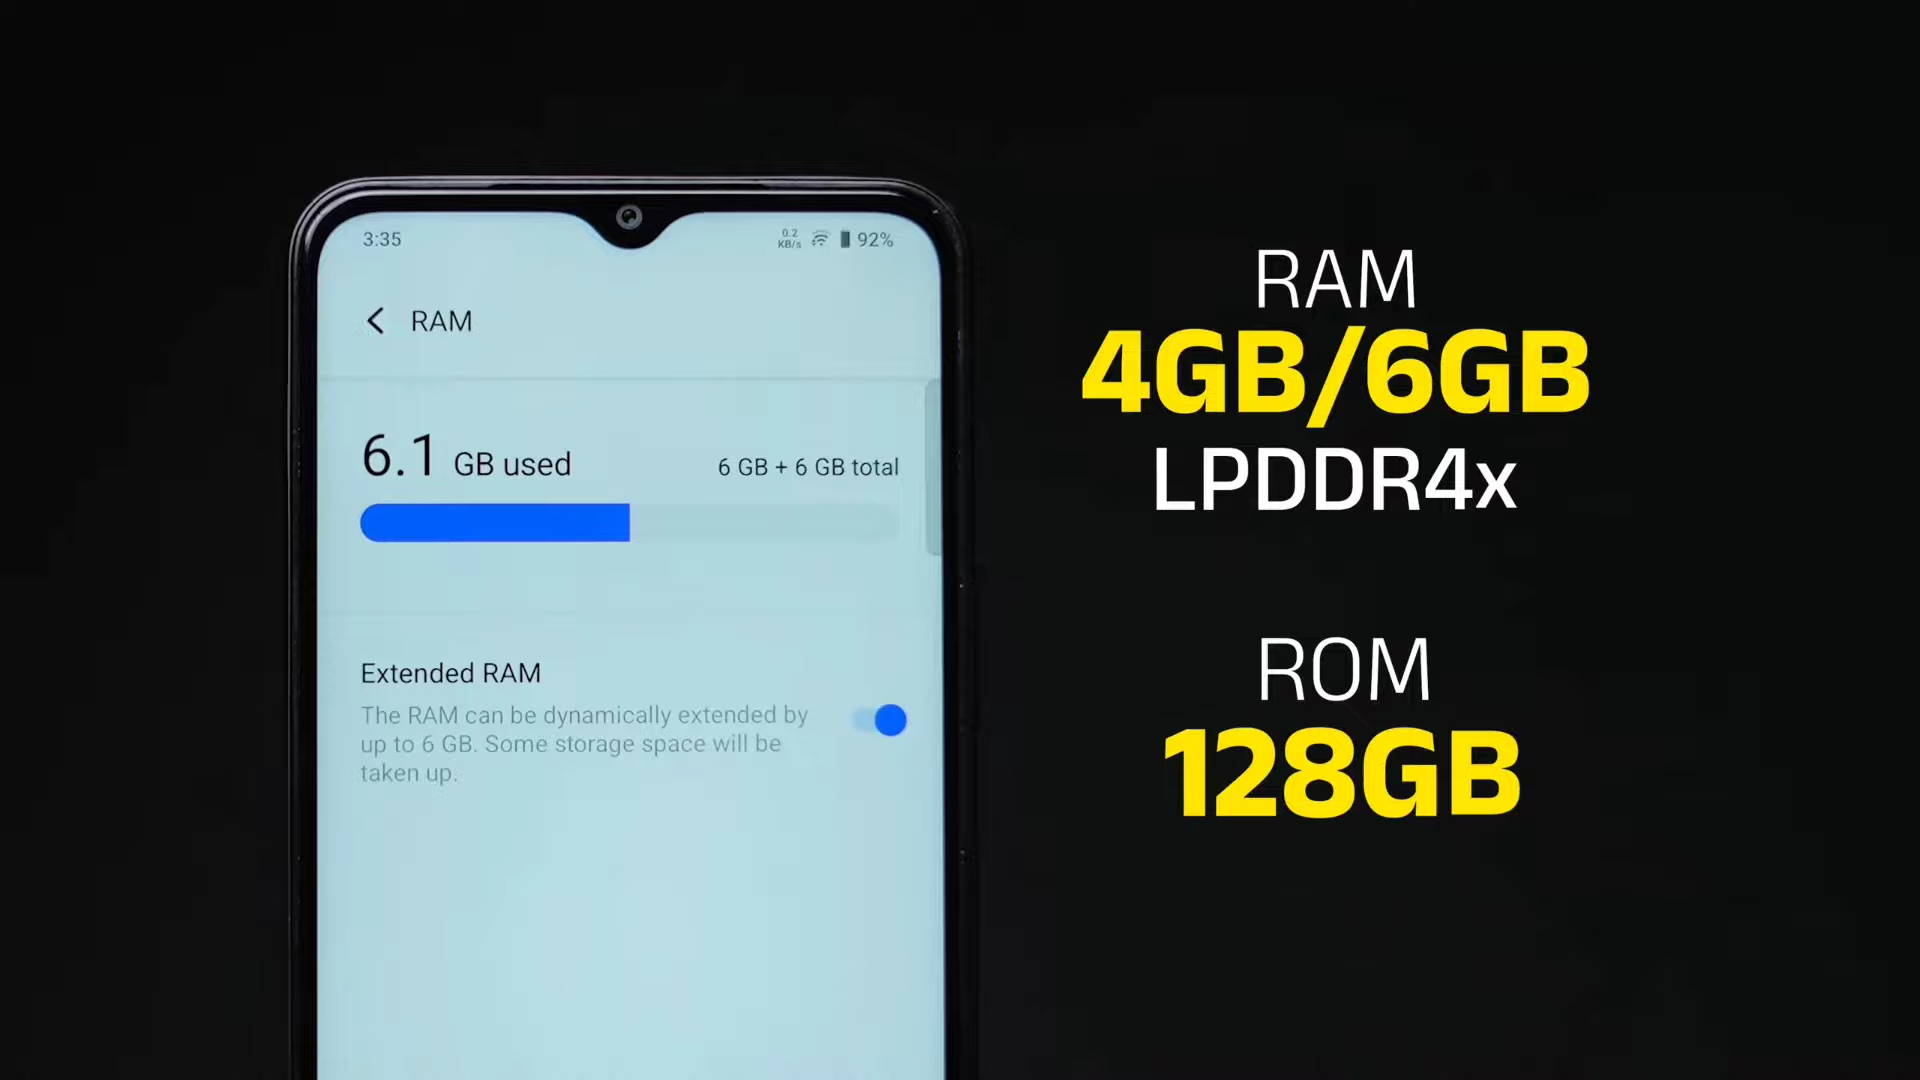 3:35
0.2
KB/s
92%
RAM
6.1 GB used
6 GB + 6 GB total
Extended RAM
The RAM can be dynamically extended by
up to 6 GB. Some storage space will be
taken up.
RAM
4GB/6GB
LPDDR4x
ROM
128GB